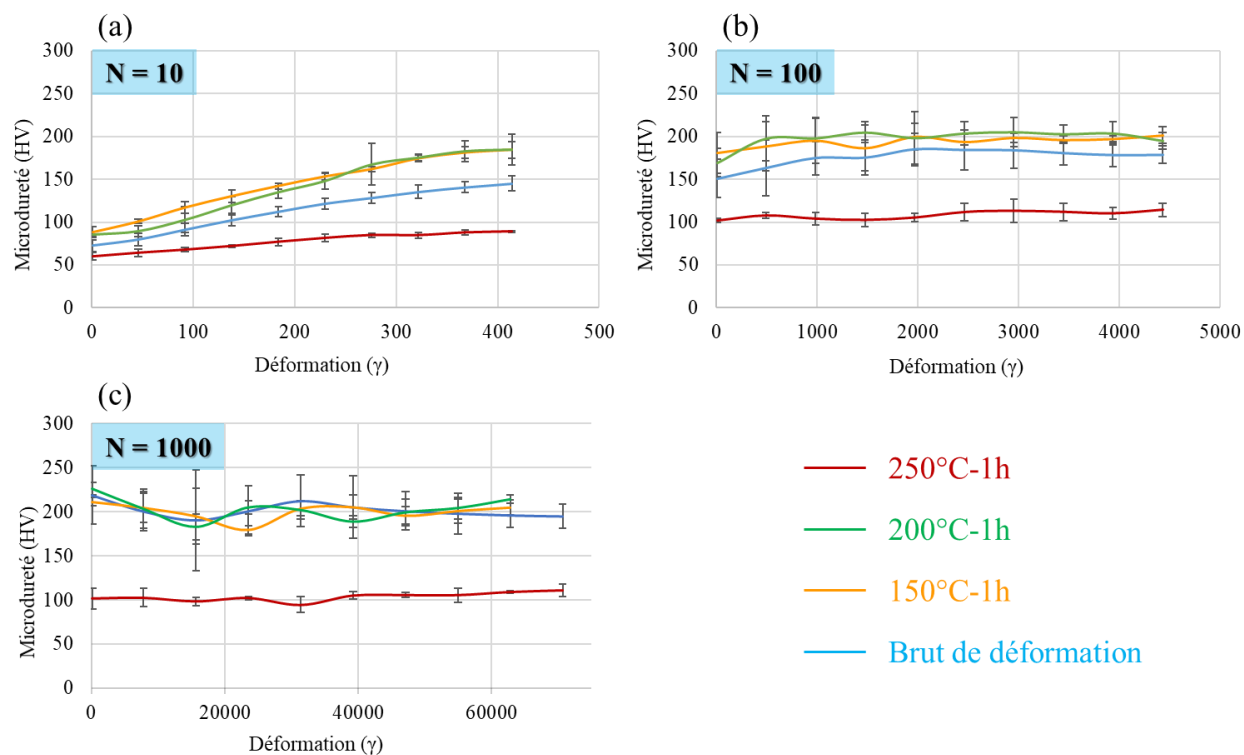 (a)
N = 10
Microdureté (HV)
300
250
200
150
100
50
0
0 100 200 300 400 500
Déformation (γ)
(b)
N = 100
Microdureté (HV)
300
250
200
150
100
50
0
0 1000 2000 3000 4000 5000
Déformation (γ)
(c)
N = 1000
Microdureté (HV)
300
250
200
150
100
50
0
0 20000 40000 60000
Déformation (γ)
250°C-1h
200°C-1h
150°C-1h
Brut de déformation